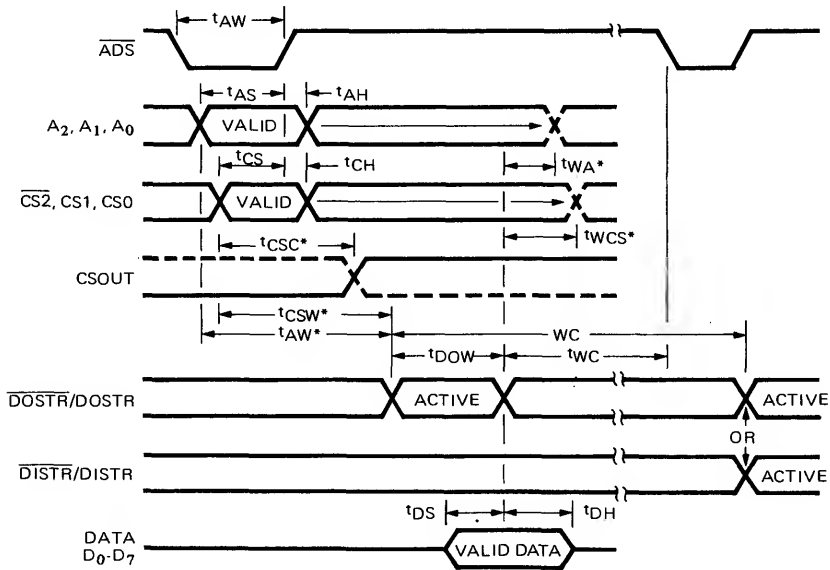 tAW
ADS
tAS
tAH
A2, A1, A0
VALID
tCS
tCH
tWA*
CS2, CS1, CS0
VALID
tWCS*
tCSC*
CSOUT
tCSW*
tAW*
WC
tDOW
tWC
DOSTR/DOSTR
ACTIVE
ACTIVE
OR
DISTR/DISTR
ACTIVE
tDS
tDH
DATA
D0-D7
VALID DATA